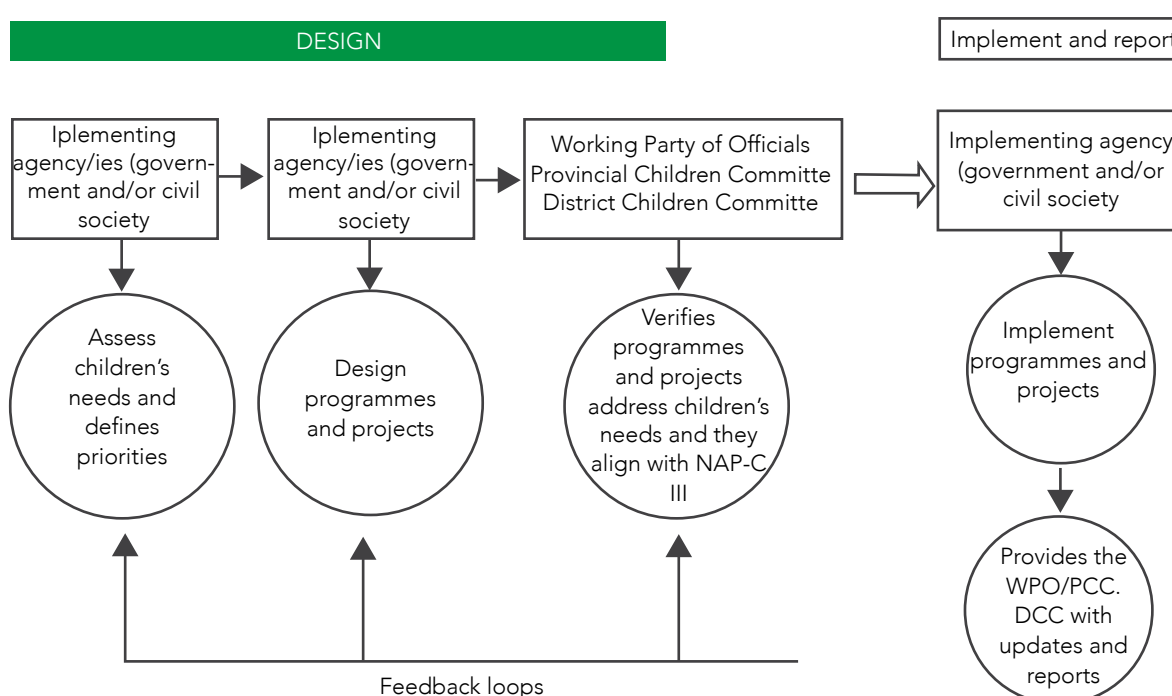 DESIGN
Implement and report
Iplementing
agency/ies (govern-
ment and/or civil
society
Iplementing
agency/ies (govern-
ment and/or civil
society
Working Party of Officials
Provincial Children Committe
District Children Committe
Implementing agency
(government and/or
civil society
Assess
children's
needs and
defines
priorities
Design
programmes
and projects
Verifies
programmes
and projects
address children's
needs and they
align with NAP-C
III
Implement
programmes and
projects
Provides the
WPO/PCC.
DCC with
updates and
reports
Feedback loops